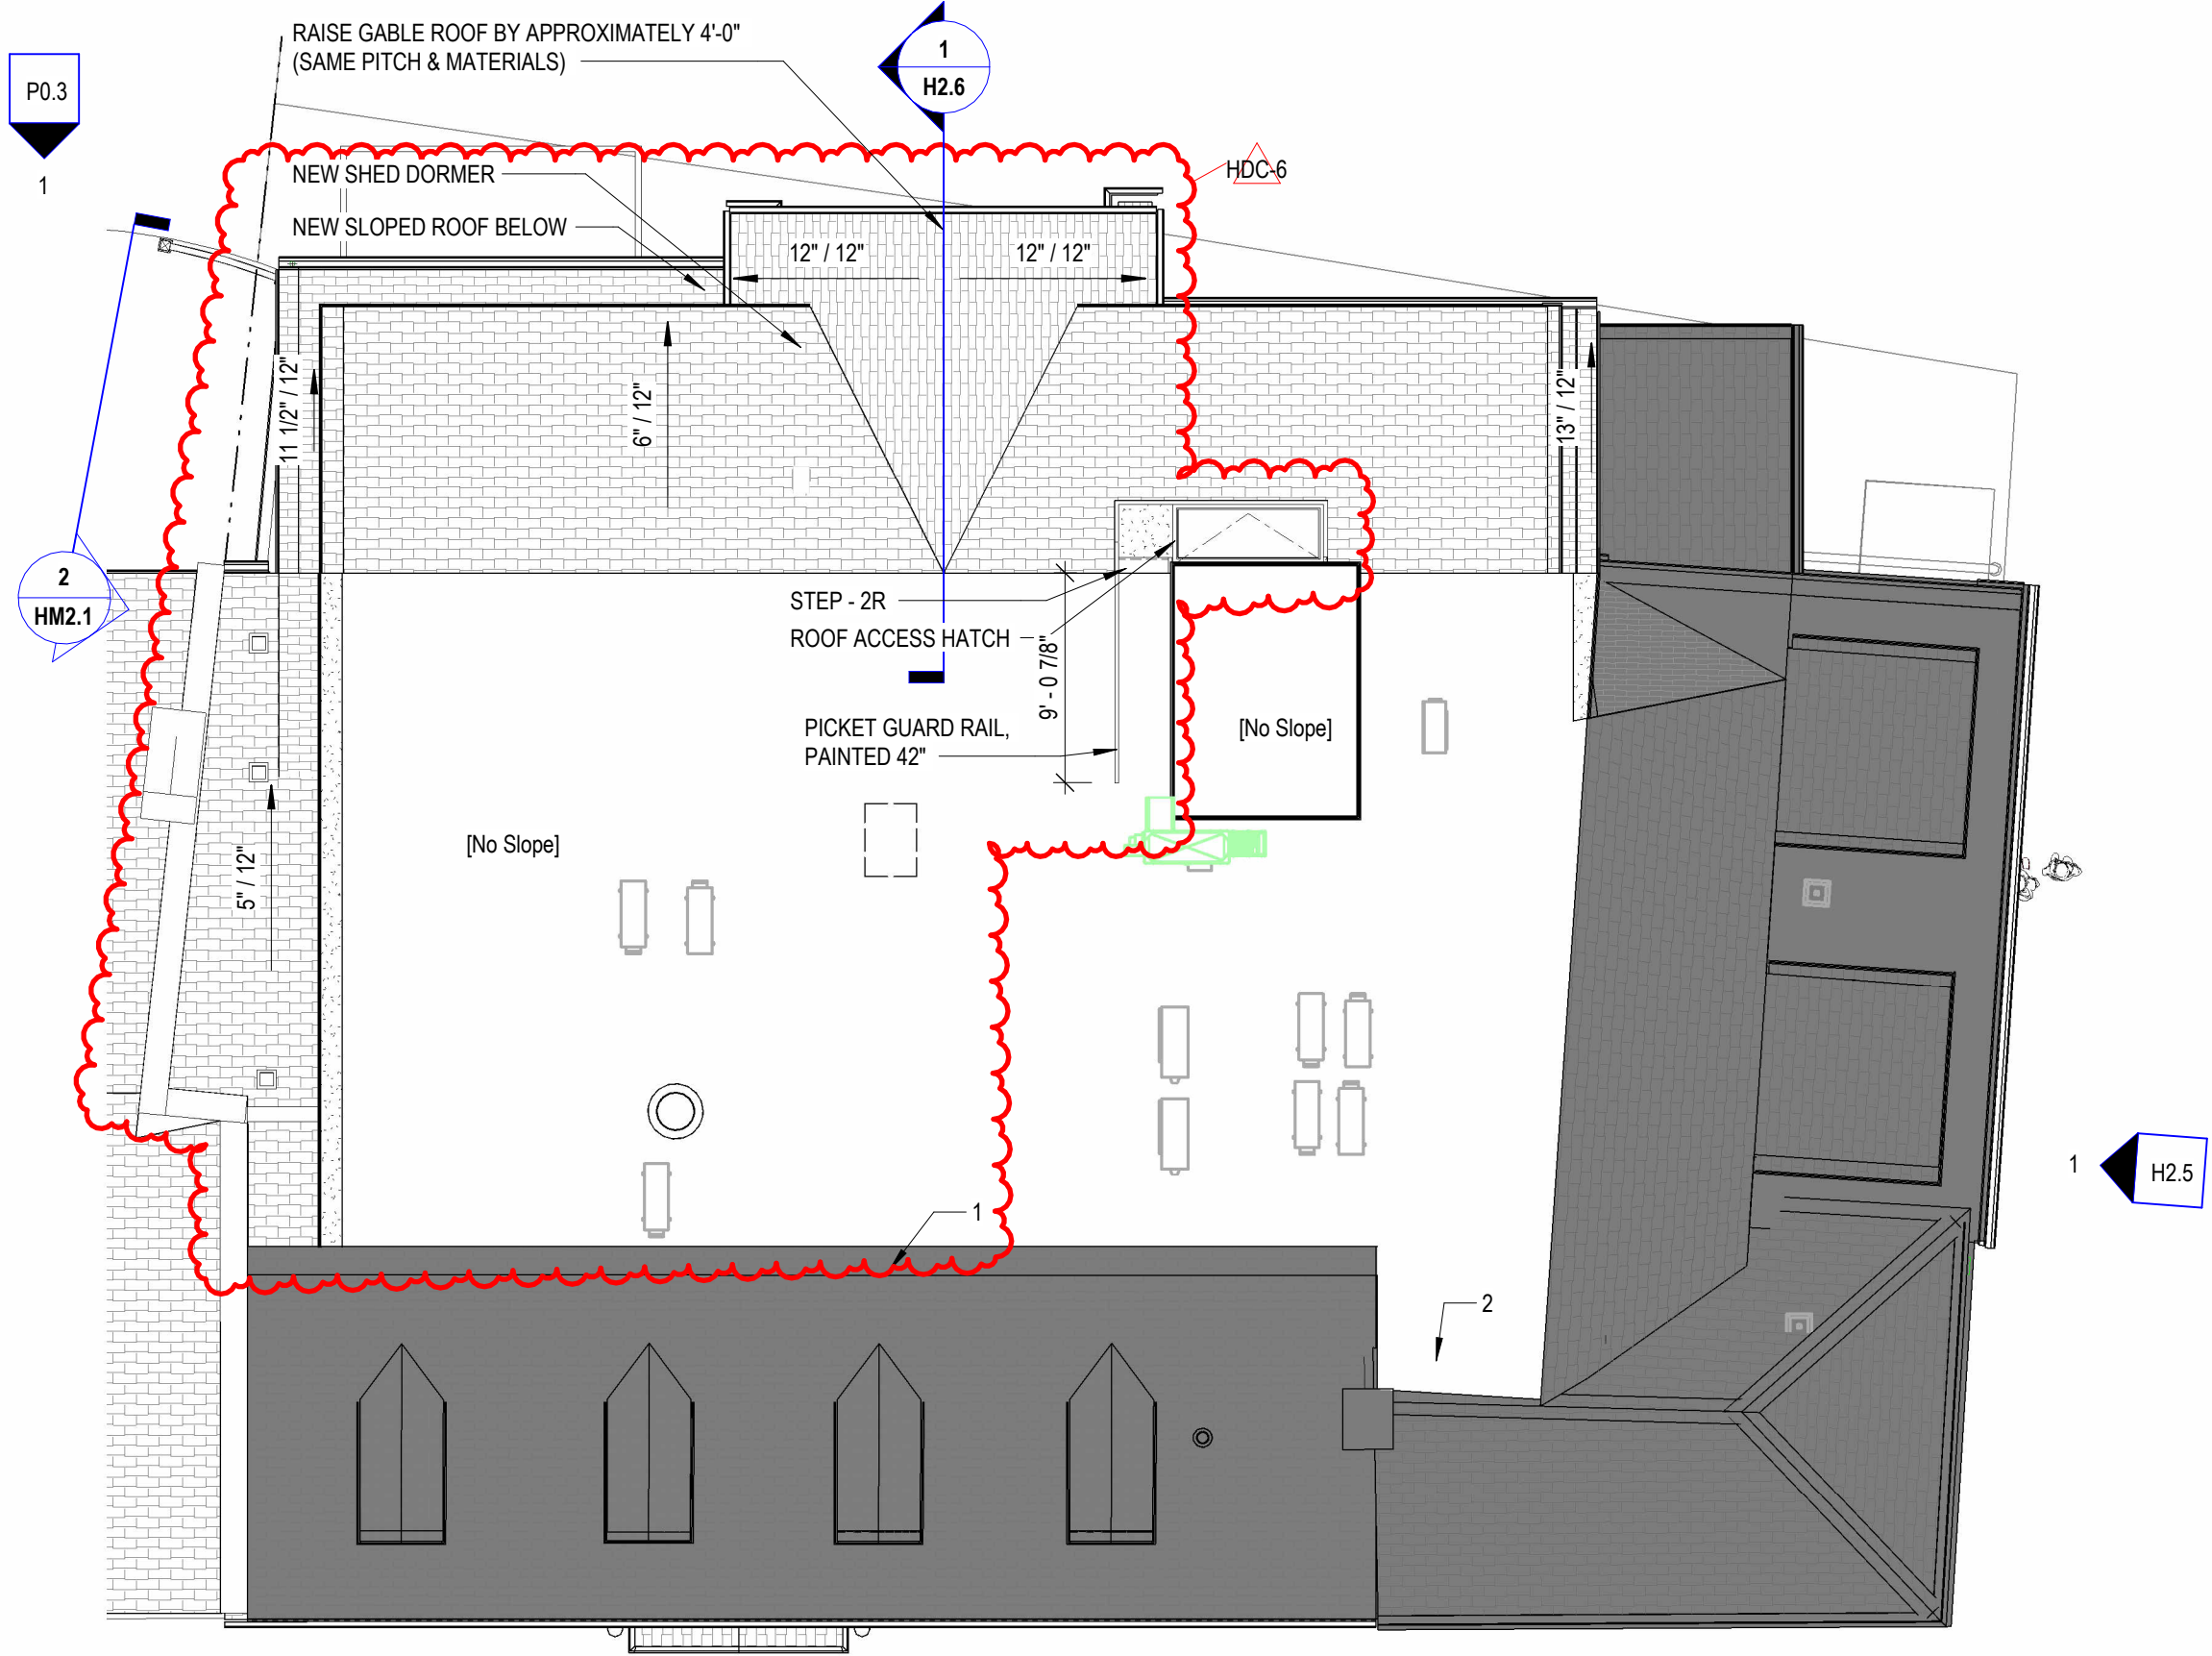 RAISE GABLE ROOF BY APPROXIMATELY 4'-0"
(SAME PITCH & MATERIALS)
1
H2.6
P0.3
1
HDC-6
NEW SHED DORMER
NEW SLOPED ROOF BELOW
12" / 12"
12" / 12"
11 1/2" / 12"
6" / 12"
13" / 12"
2
HM2.1
STEP - 2R
ROOF ACCESS HATCH
9' - 0 7/8"
PICKET GUARD RAIL,
PAINTED 42"
[No Slope]
[No Slope]
5" / 12"
1
H2.5
1
2